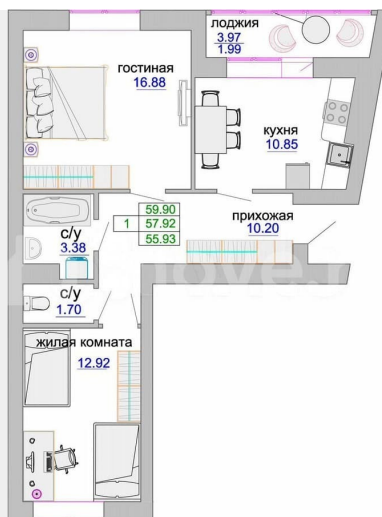 лоджия
3.97
1.99
гостиная
16.88
кухня
10.85
59.90
1 57.92
55.93
прихожая
10.20
с/у
3.38
с/у
1.70
жилая комната
12.92